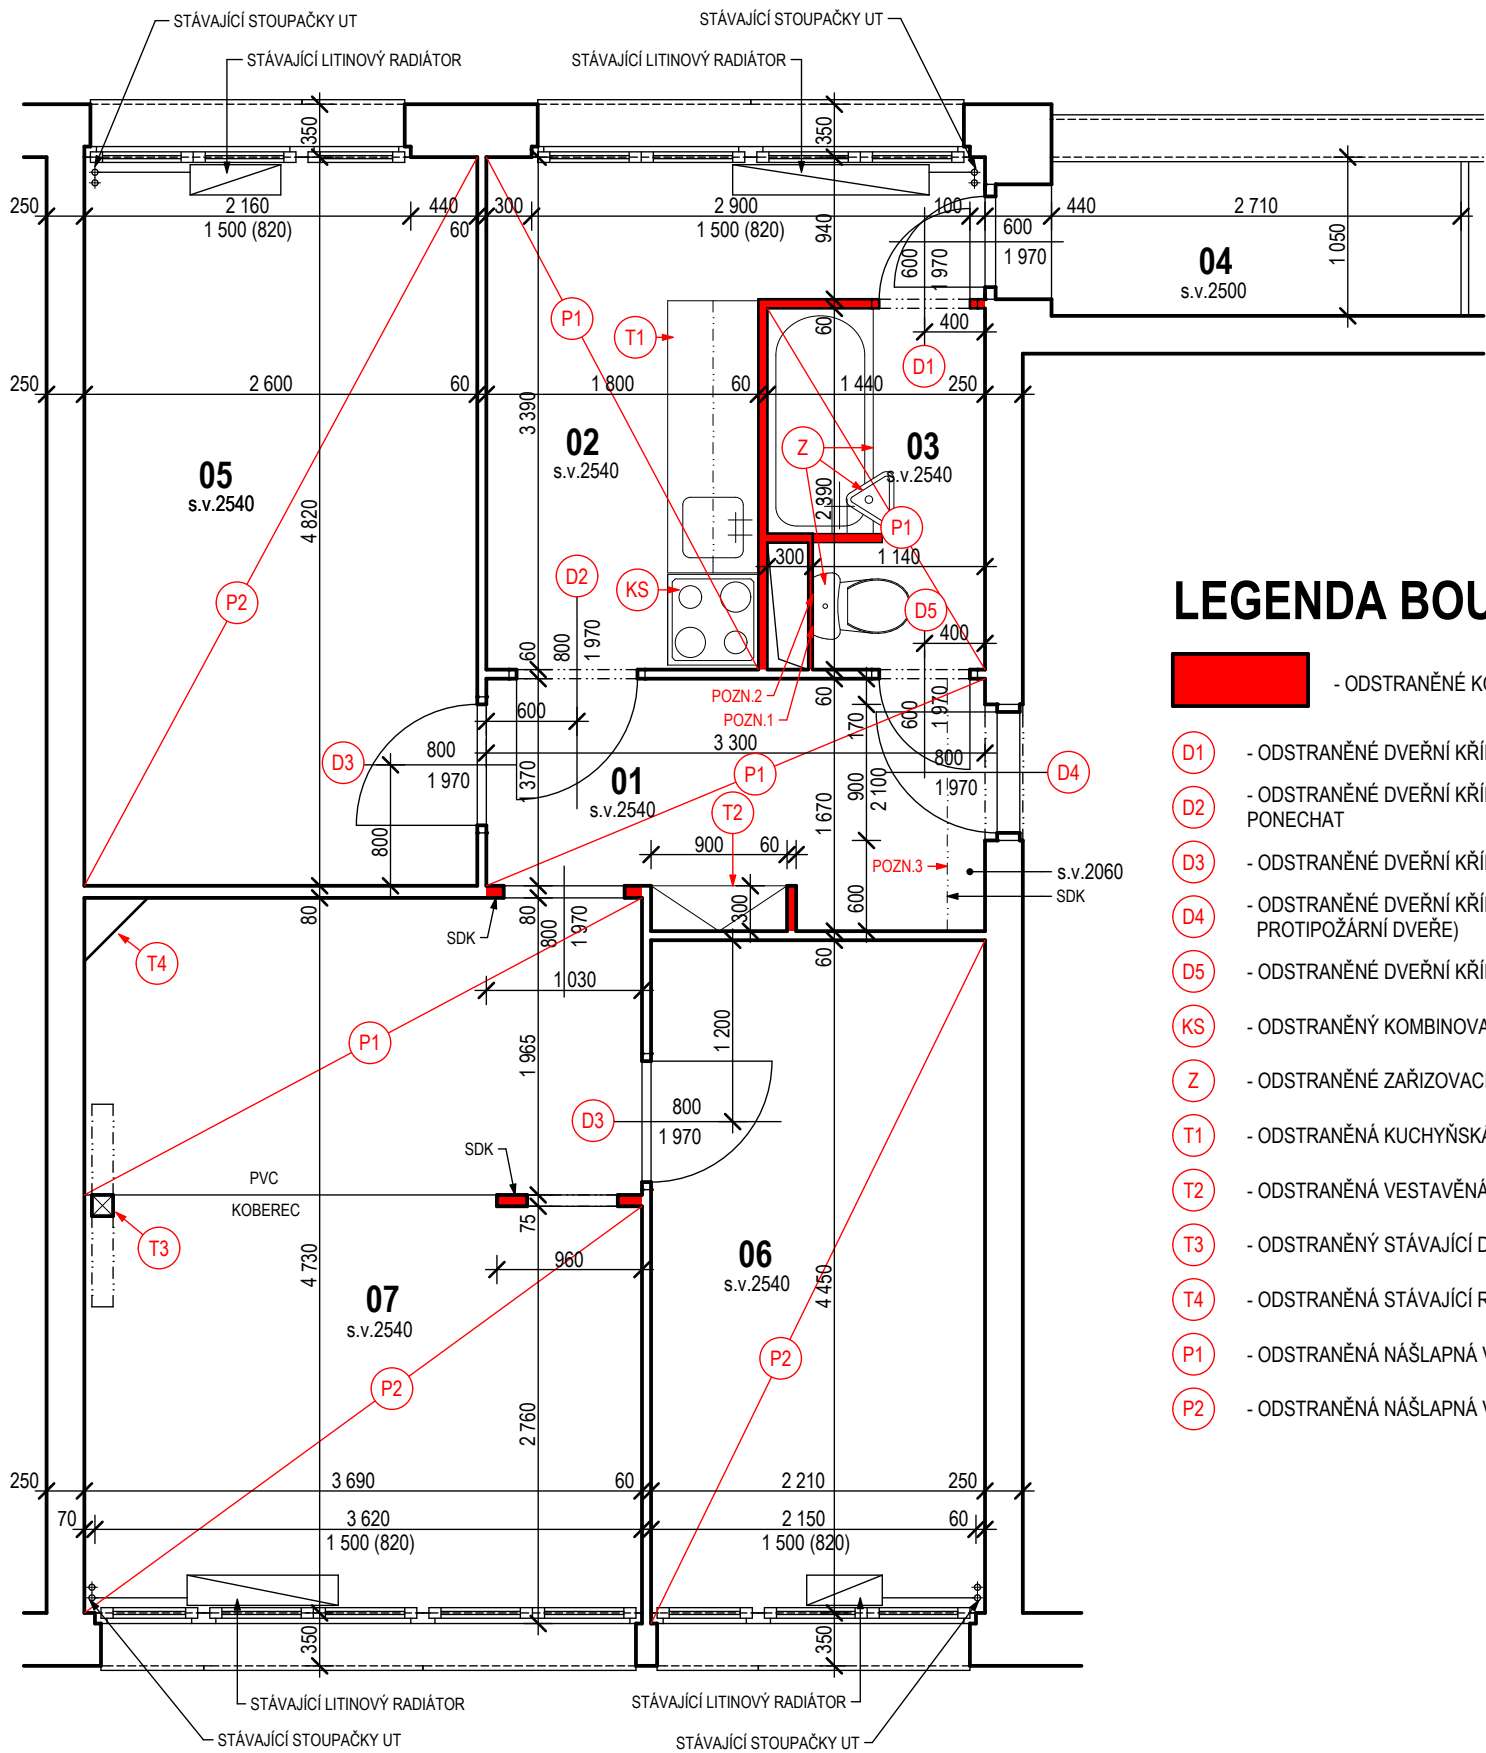 STÁVAJÍCÍ STOUPAČKY UT
STÁVAJÍCÍ STOUPAČKY UT
STÁVAJÍCÍ LITINOVÝ RADIÁTOR
STÁVAJÍCÍ LITINOVÝ RADIÁTOR
350
350
250
2 160
1 500 (820)
440
60
300
2 900
1 500 (820)
100
940
600
1 970
600
1 970
440
2 710
1 050
04
s.v.2500
P1
T1
60
400
D1
250
2 600
60
1 800
60
1 440
250
3 390
02
s.v.2540
Z
03
s.v.2540
05
s.v.2540
4 820
2 390
P1
300
1 140
D2
KS
D5
P2
400
800
1 970
60
POZN.2
POZN.1
60
600
170
600
1 970
3 300
D3
800
1 970
1 370
01
s.v.2540
P1
800
1 970
D4
900
2 100
T2
1 670
800
900
60
POZN.3
s.v.2060
SDK
80
80
800
1 970
300
600
SDK
60
T4
1 030
P1
1 965
1 200
D3
800
1 970
SDK
PVC
KOBEREC
75
T3
960
4 730
06
s.v.2540
4 450
07
s.v.2540
P2
P2
2 760
250
3 690
60
2 210
250
70
3 620
1 500 (820)
2 150
1 500 (820)
60
350
350
STÁVAJÍCÍ LITINOVÝ RADIÁTOR
STÁVAJÍCÍ LITINOVÝ RADIÁTOR
STÁVAJÍCÍ STOUPAČKY UT
STÁVAJÍCÍ STOUPAČKY UT
LEGENDA BOU
- ODSTRANĚNÉ KO
D1 - ODSTRANĚNÉ DVEŘNÍ KŘÍ
D2 - ODSTRANĚNÉ DVEŘNÍ KŘÍ
PONECHAT
D3 - ODSTRANĚNÉ DVEŘNÍ KŘÍ
D4 - ODSTRANĚNÉ DVEŘNÍ KŘÍ
PROTIPOŽÁRNÍ DVEŘE)
D5 - ODSTRANĚNÉ DVEŘNÍ KŘÍ
KS - ODSTRANĚNÝ KOMBINOVA
Z - ODSTRANĚNÉ ZAŘIZOVAC
T1 - ODSTRANĚNÁ KUCHYŇSKÁ
T2 - ODSTRANĚNÁ VESTAVĚNÁ
T3 - ODSTRANĚNÝ STÁVAJÍCÍ D
T4 - ODSTRANĚNÁ STÁVAJÍCÍ R
P1 - ODSTRANĚNÁ NÁŠLAPNÁ V
P2 - ODSTRANĚNÁ NÁŠLAPNÁ V